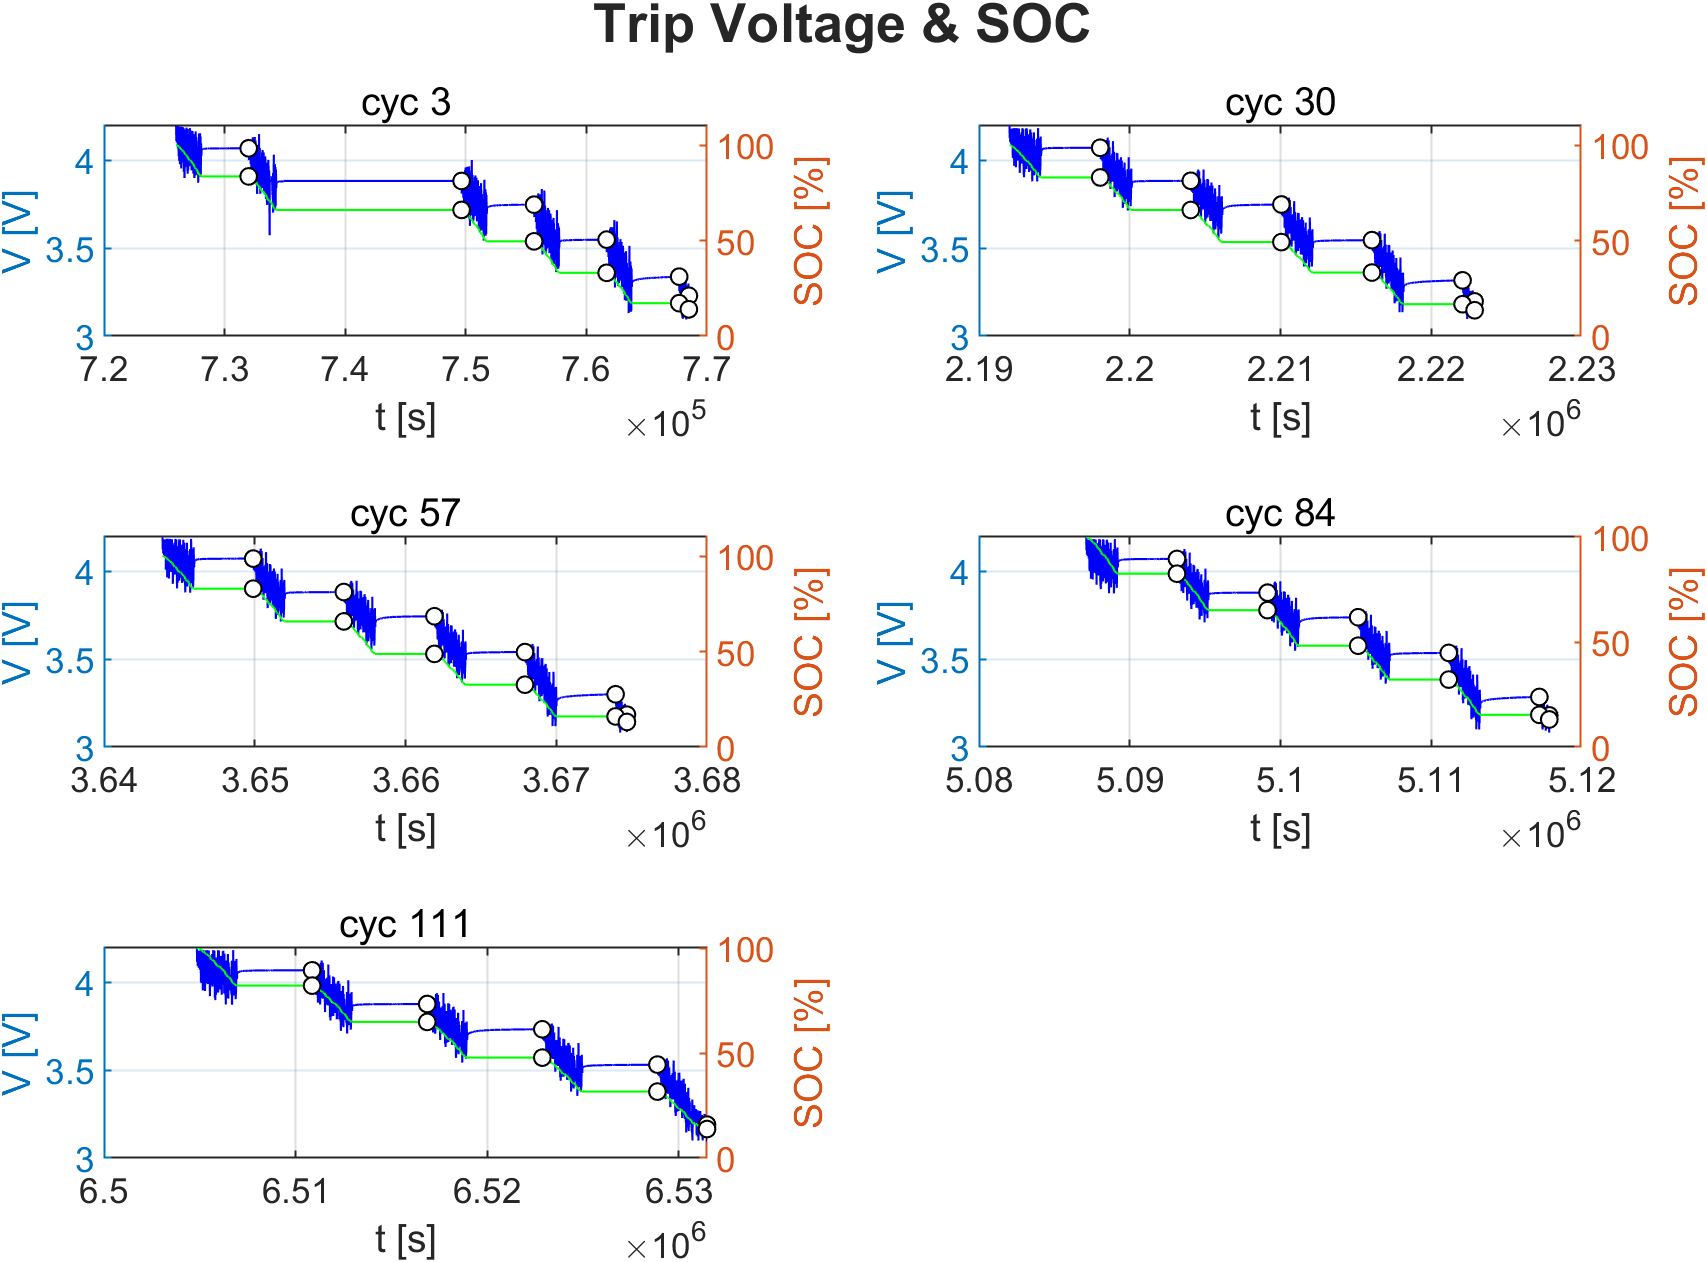 Trip Voltage & SOC
cyc 3
V [V]
4
3.5
3
100
50
0
SOC [%]
7.2 7.3 7.4 7.5 7.6 7.7
t [s]
×10^5
cyc 30
V [V]
4
3.5
3
100
50
0
SOC [%]
2.19 2.2 2.21 2.22 2.23
t [s]
×10^6
cyc 57
V [V]
4
3.5
3
100
50
0
SOC [%]
3.64 3.65 3.66 3.67 3.68
t [s]
×10^6
cyc 84
V [V]
4
3.5
3
100
50
0
SOC [%]
5.08 5.09 5.1 5.11 5.12
t [s]
×10^6
cyc 111
V [V]
4
3.5
3
100
50
0
SOC [%]
6.5 6.51 6.52 6.53
t [s]
×10^6